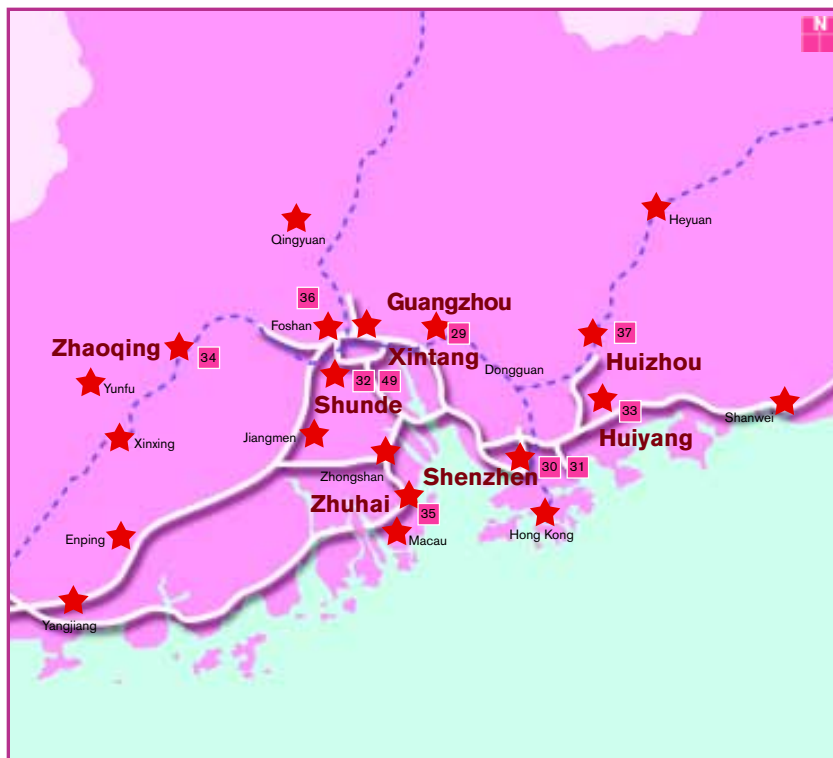 N
Heyuan
Qingyuan
36
Guangzhou
Foshan
29
37
Zhaoqing
34
Xintang
Huizhou
Dongguan
Yunfu
32 49
Shunde
33
Huiyang
Shanwei
Xinxing
Jiangmen
Zhongshan
Shenzhen
30 31
Zhuhai
35
Enping
Macau
Hong Kong
Yangjiang